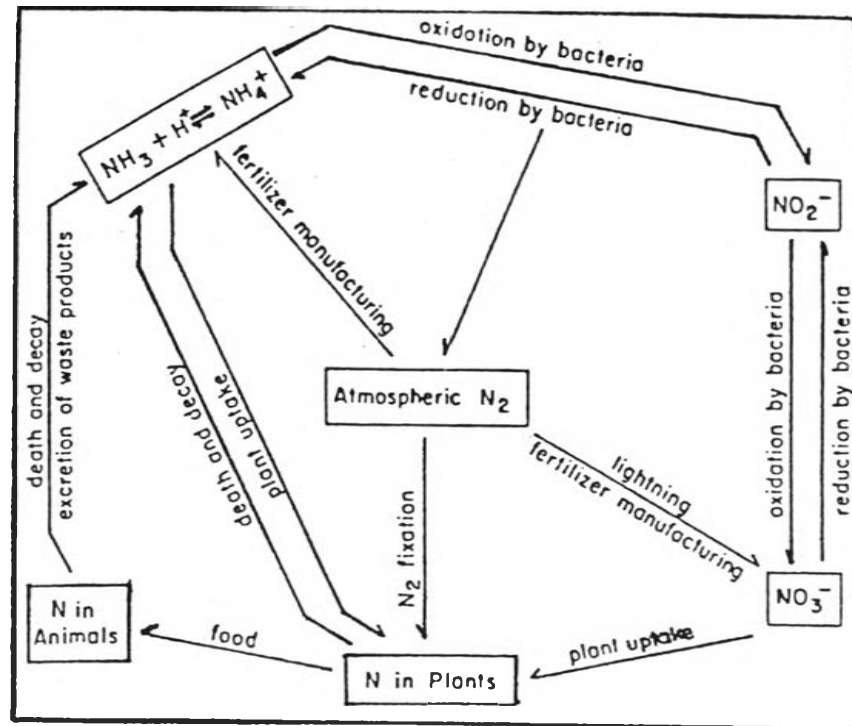 oxidation by bacteria
reduction by bacteria
NH₃ + H⁺ ⇌ NH₄⁺
fertilizer manufacturing
NO₂⁻
death and decay
excretion of waste products
death and decay
plant uptake
Atmospheric N₂
oxidation by bacteria
reduction by bacteria
lightning
fertilizer manufacturing
N₂ fixation
NO₃⁻
N in
Animals
food
N in Plants
plant uptake